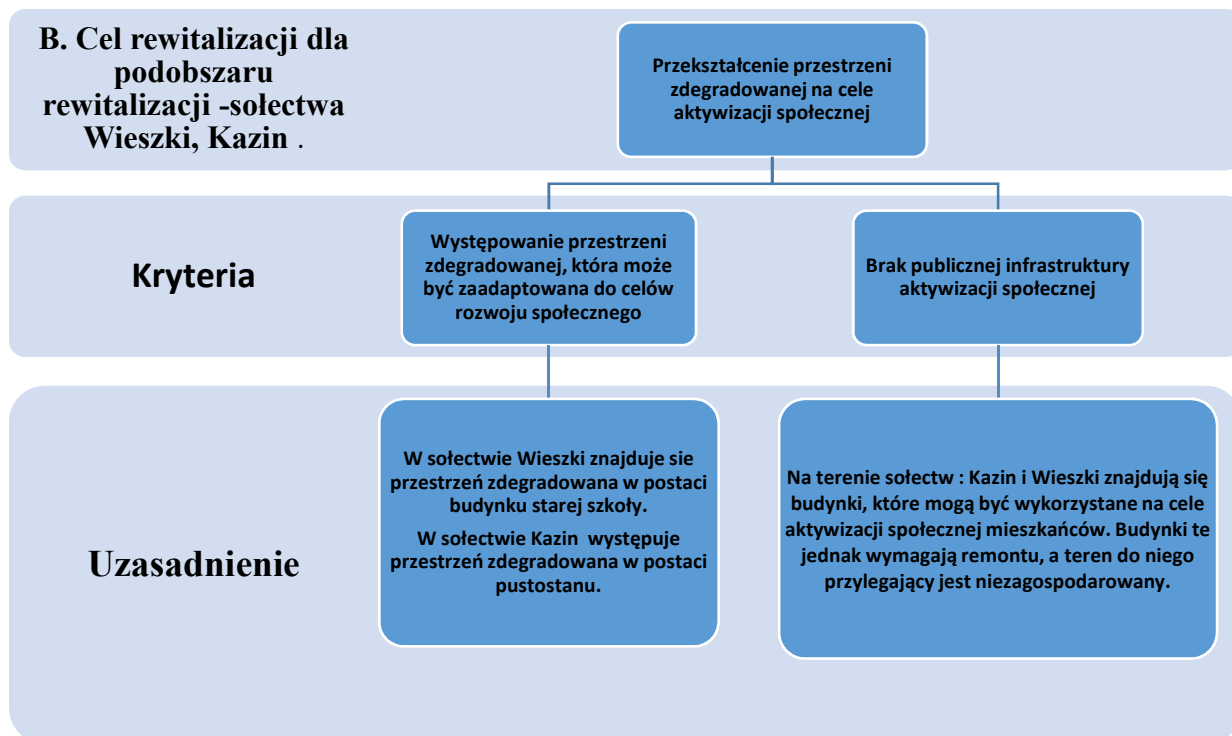 B. Cel rewitalizacji dla
podobszaru
rewitalizacji -sołectwa
Wieszki, Kazin .
Przekształcenie przestrzeni
zdegradowanej na cele
aktywizacji społecznej
Kryteria
Występowanie przestrzeni
zdegradowanej, która może
być zaadaptowana do celów
rozwoju społecznego
Brak publicznej infrastruktury
aktywizacji społecznej
Uzasadnienie
W sołectwie Wieszki znajduje sie
przestrzeń zdegradowana w postaci
budynku starej szkoły.
W sołectwie Kazin występuje
przestrzeń zdegradowana w postaci
pustostanu.
Na terenie sołectw : Kazin i Wieszki znajdują się
budynki, które mogą być wykorzystane na cele
aktywizacji społecznej mieszkańców. Budynki te
jednak wymagają remontu, a teren do niego
przylegający jest niezagospodarowany.